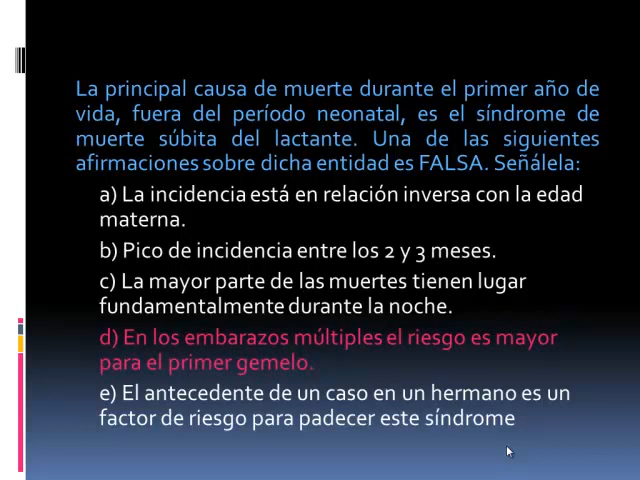 La principal causa de muerte durante el primer año de
vida, fuera del período neonatal, es el síndrome de
muerte súbita del lactante. Una de las siguientes
afirmaciones sobre dicha entidad es FALSA. Señálela:
a) La incidencia está en relación inversa con la edad
materna.
b) Pico de incidencia entre los 2 y 3 meses.
c) La mayor parte de las muertes tienen lugar
fundamentalmente durante la noche.
d) En los embarazos múltiples el riesgo es mayor
para el primer gemelo.
e) El antecedente de un caso en un hermano es un
factor de riesgo para padecer este síndrome